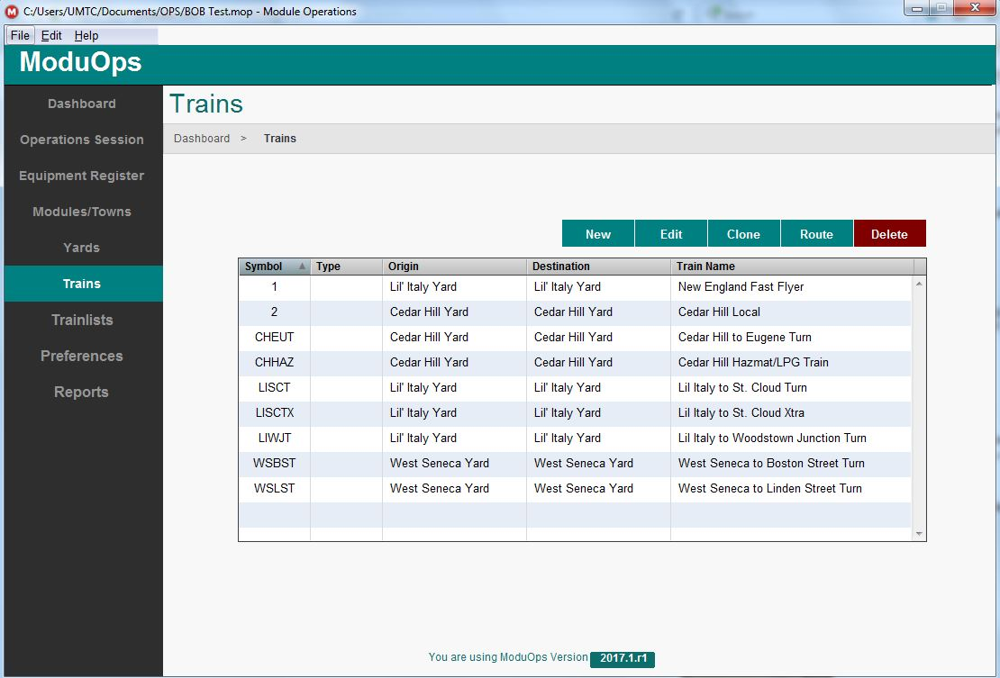 C:/Users/UMTC/Documents/OPS/BOB Test.mop - Module Operations
File Edit Help
ModuOps
Dashboard
Operations Session
Equipment Register
Modules/Towns
Yards
Trains
Trainlists
Preferences
Reports
Trains
Dashboard > Trains
New Edit Clone Route Delete
Symbol Type Origin Destination Train Name
1 Lil' Italy Yard Lil' Italy Yard New England Fast Flyer
2 Cedar Hill Yard Cedar Hill Yard Cedar Hill Local
CHEUT Cedar Hill Yard Cedar Hill Yard Cedar Hill to Eugene Turn
CHHAZ Cedar Hill Yard Cedar Hill Yard Cedar Hill Hazmat/LPG Train
LISCT Lil' Italy Yard Lil' Italy Yard Lil Italy to St. Cloud Turn
LISCTX Lil' Italy Yard Lil' Italy Yard Lil Italy to St. Cloud Xtra
LIWJT Lil' Italy Yard Lil' Italy Yard Lil Italy to Woodstown Junction Turn
WSBST West Seneca Yard West Seneca Yard West Seneca to Boston Street Turn
WSLST West Seneca Yard West Seneca Yard West Seneca to Linden Street Turn
You are using ModuOps Version 2017.1.r1